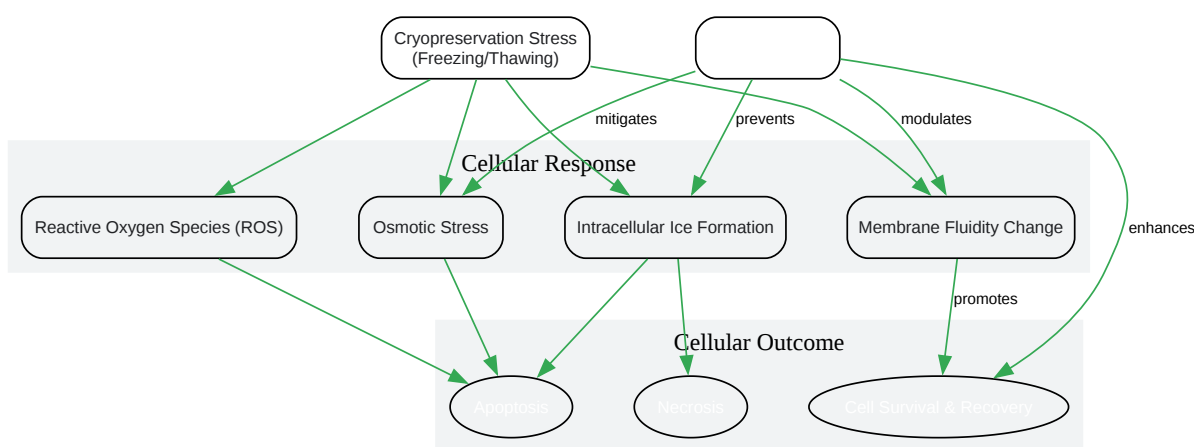 Cryopreservation Stress
(Freezing/Thawing)
mitigates
prevents
modulates
Cellular Response
Reactive Oxygen Species (ROS)
Osmotic Stress
Intracellular Ice Formation
Membrane Fluidity Change
enhances
promotes
Cellular Outcome
Apoptosis
Necrosis
Cell Survival & Recovery